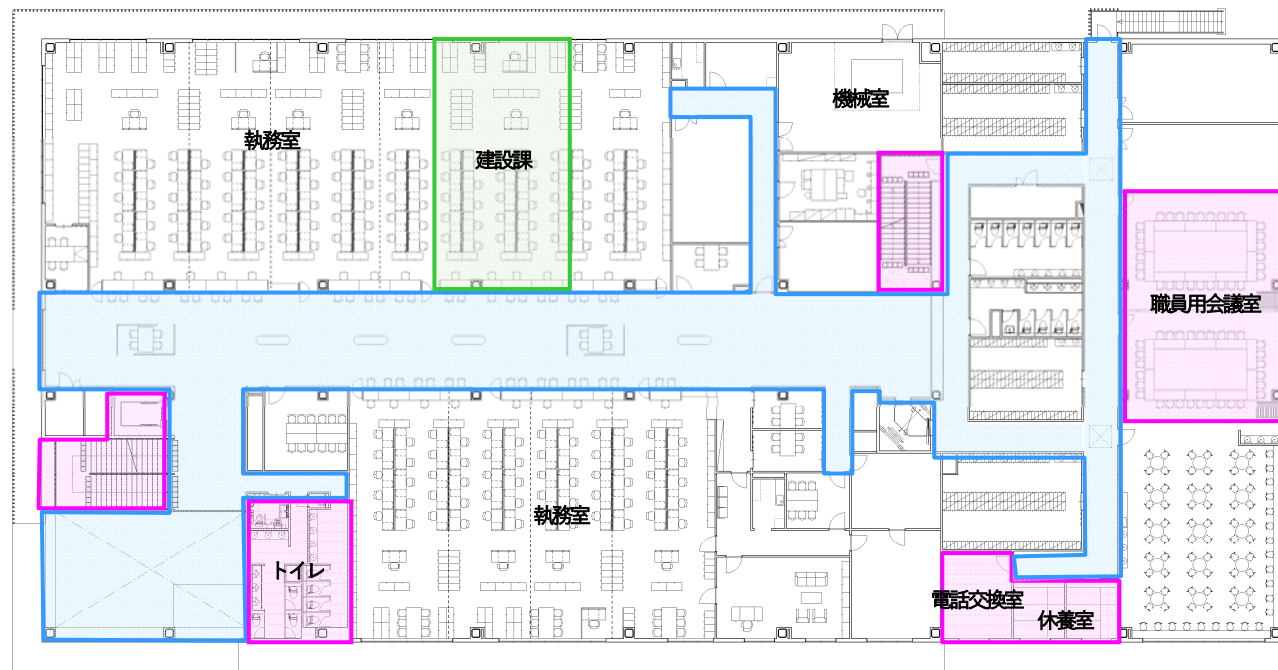 機械室
執務室
建設課
職員用会議室
執務室
トイレ
電話交換室
休養室